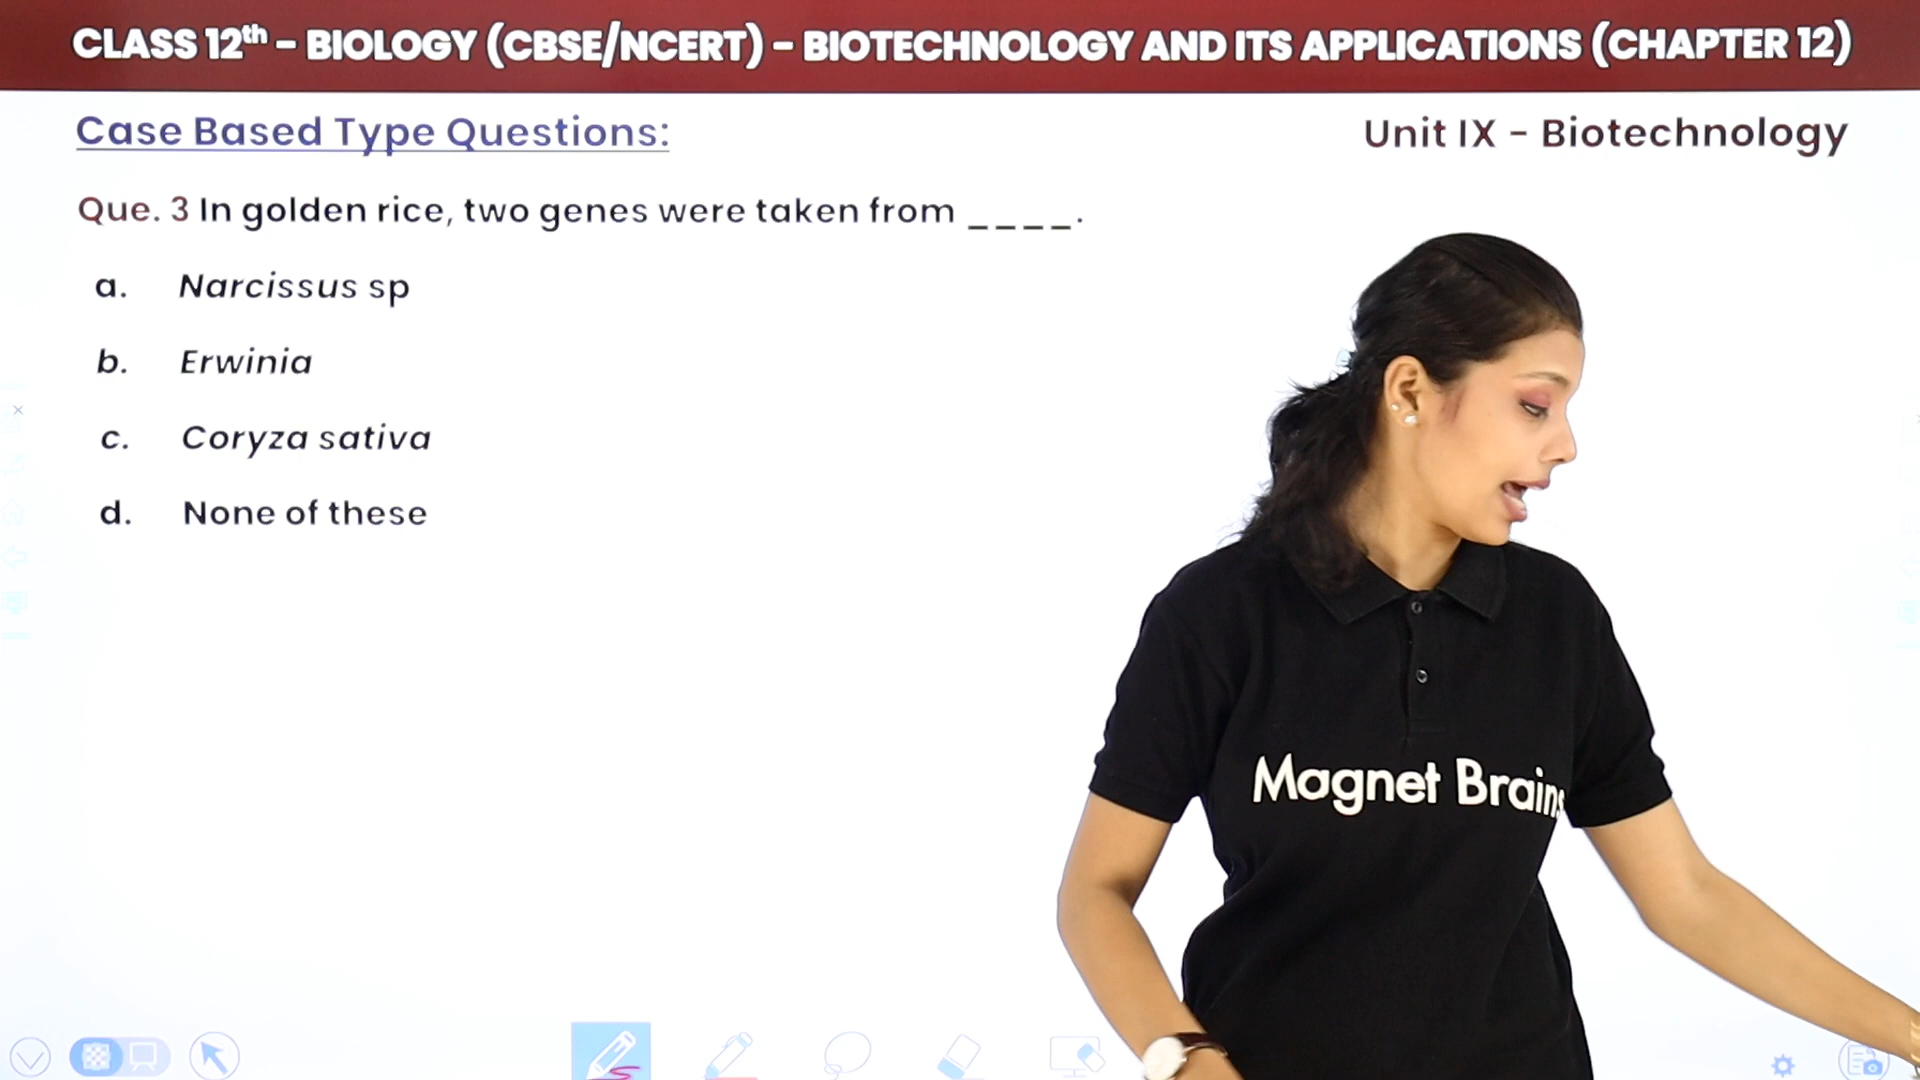 CLASS 12th – BIOLOGY (CBSE/NCERT) – BIOTECHNOLOGY AND ITS APPLICATIONS (CHAPTER 12)
Case Based Type Questions:
Unit IX – Biotechnology
Que. 3 In golden rice, two genes were taken from ____.
a. Narcissus sp
b. Erwinia
c. Coryza sativa
d. None of these
Magnet Brains